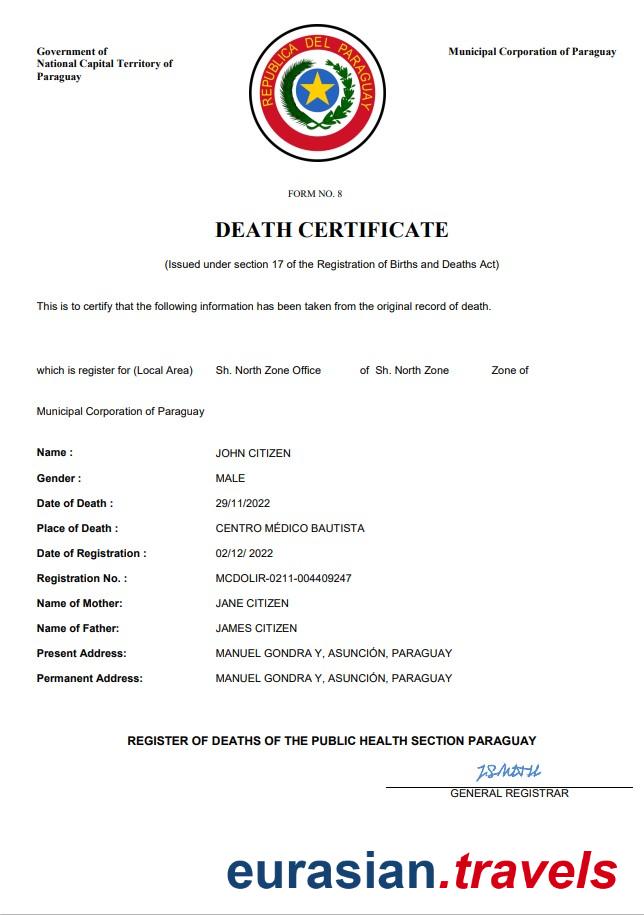 Government of
National Capital Territory of
Paraguay
Municipal Corporation of Paraguay
REPUBLICA DEL PARAGUAY
FORM NO. 8
DEATH CERTIFICATE
(Issued under section 17 of the Registration of Births and Deaths Act)
This is to certify that the following information has been taken from the original record of death.
which is register for (Local Area) Sh. North Zone Office of Sh. North Zone Zone of
Municipal Corporation of Paraguay
Name : JOHN CITIZEN
Gender : MALE
Date of Death : 29/11/2022
Place of Death : CENTRO MÉDICO BAUTISTA
Date of Registration : 02/12/ 2022
Registration No. : MCDOLIR-0211-004409247
Name of Mother: JANE CITIZEN
Name of Father: JAMES CITIZEN
Present Address: MANUEL GONDRA Y, ASUNCIÓN, PARAGUAY
Permanent Address: MANUEL GONDRA Y, ASUNCIÓN, PARAGUAY
REGISTER OF DEATHS OF THE PUBLIC HEALTH SECTION PARAGUAY
GENERAL REGISTRAR
eurasian.travels